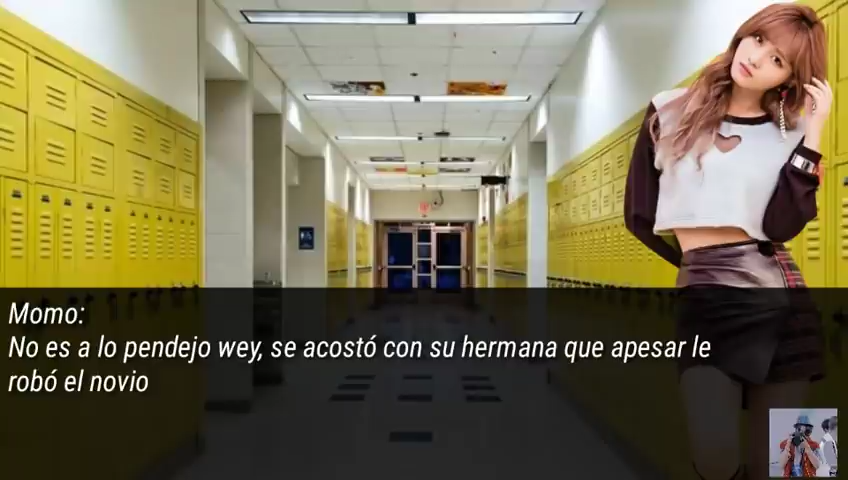 Momo:
No es a lo pendejo wey, se acostó con su hermana que apesar le
robó el novio